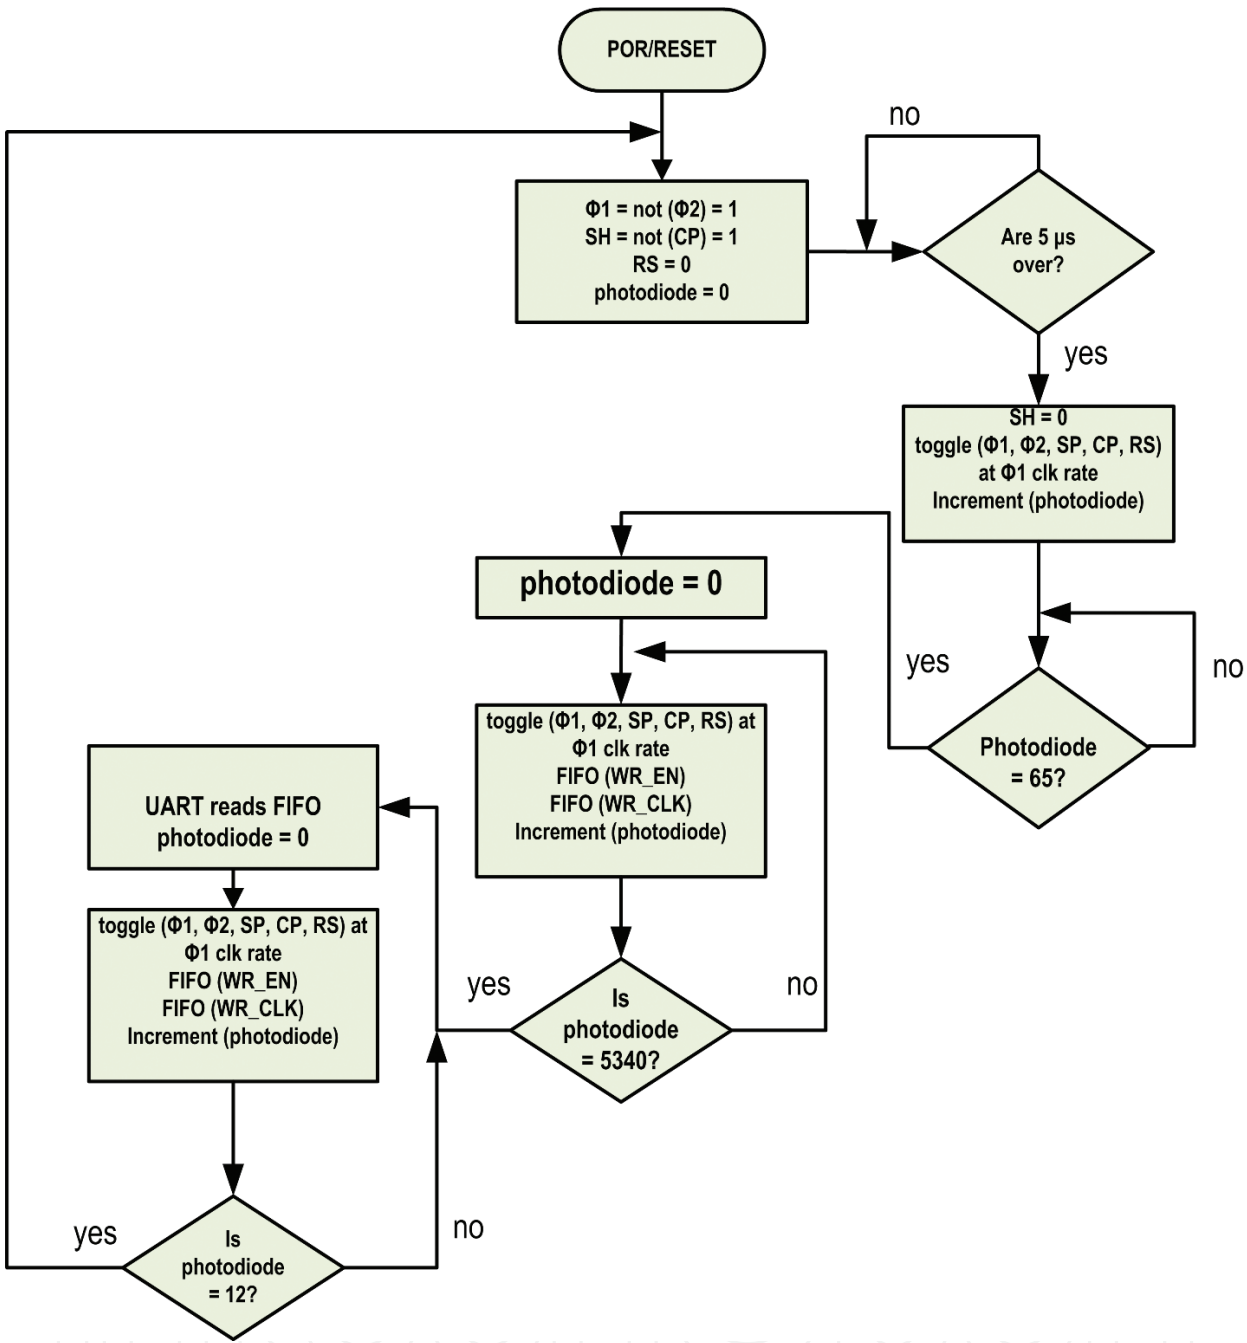 POR/RESET
Φ1 = not (Φ2) = 1
SH = not (CP) = 1
RS = 0
photodiode = 0
no
Are 5 µs
over?
yes
SH = 0
toggle (Φ1, Φ2, SP, CP, RS)
at Φ1 clk rate
Increment (photodiode)
Photodiode
= 65?
no
yes
photodiode = 0
toggle (Φ1, Φ2, SP, CP, RS) at
Φ1 clk rate
FIFO (WR_EN)
FIFO (WR_CLK)
Increment (photodiode)
Is
photodiode
= 5340?
no
yes
UART reads FIFO
photodiode = 0
toggle (Φ1, Φ2, SP, CP, RS) at
Φ1 clk rate
FIFO (WR_EN)
FIFO (WR_CLK)
Increment (photodiode)
Is
photodiode
= 12?
yes
no